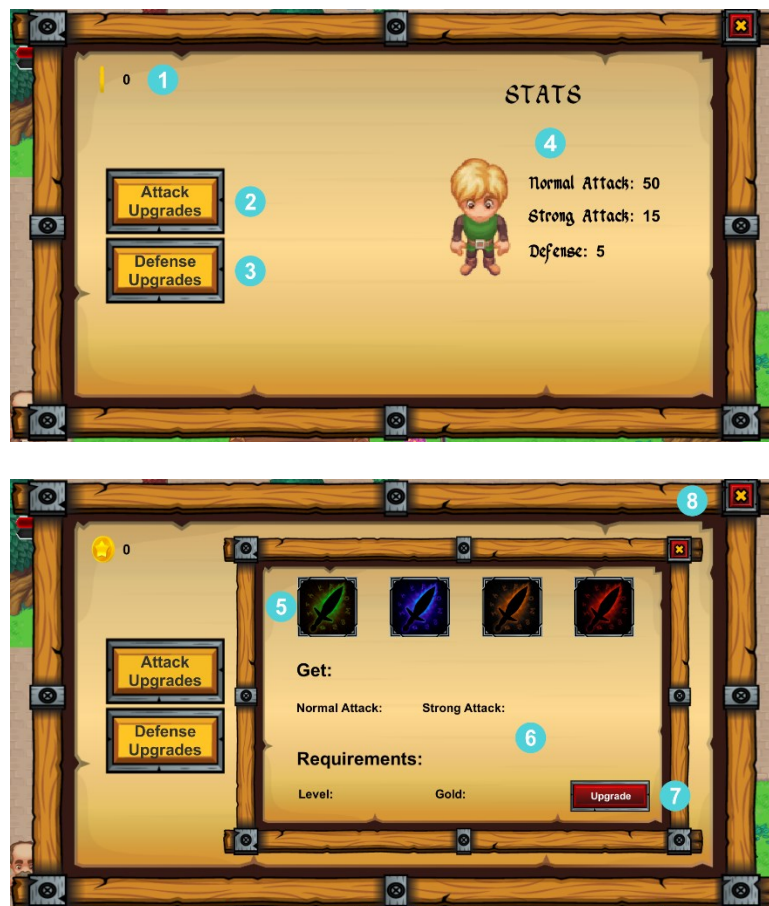 0 1
STATS
4
Attack
Upgrades
2
Normal Attack: 50
Strong Attack: 15
Defense: 5
Defense
Upgrades
3
8
0
5
Attack
Upgrades
Defense
Upgrades
Get:
Normal Attack: Strong Attack:
6
Requirements:
Level: Gold:
Upgrade
7